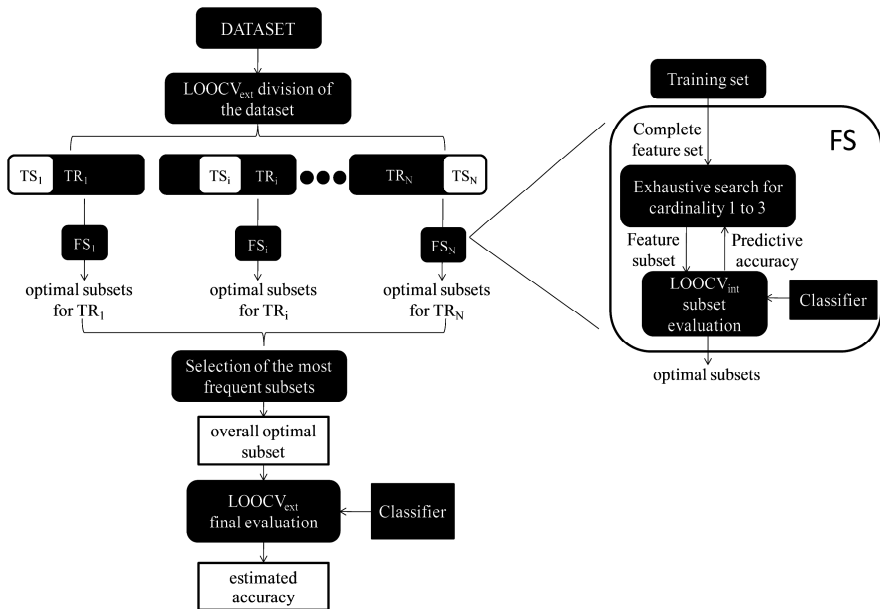 DATASET
LOOCVext division of
the dataset
TS1 TR1
TSi TRi
TRN TSN
FS1
FSi
FSN
optimal subsets
for TR1
optimal subsets
for TRi
optimal subsets
for TRN
Selection of the most
frequent subsets
overall optimal
subset
LOOCVext
final evaluation
Classifier
estimated
accuracy
Training set
FS
Complete
feature set
Exhaustive search for
cardinality 1 to 3
Feature
subset
Predictive
accuracy
LOOCVint
subset
evaluation
Classifier
optimal subsets